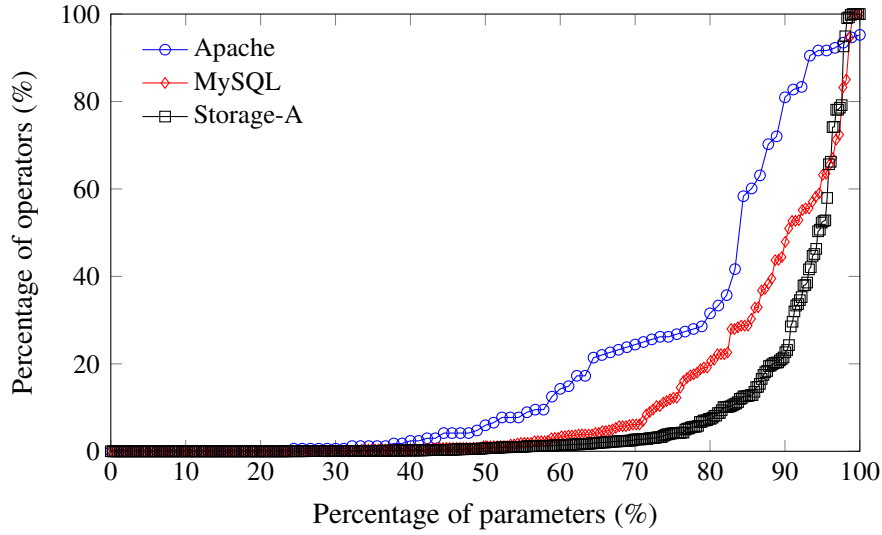 Percentage of operators (%)
100
80
60
40
20
0
Apache
MySQL
Storage-A
0 10 20 30 40 50 60 70 80 90 100
Percentage of parameters (%)